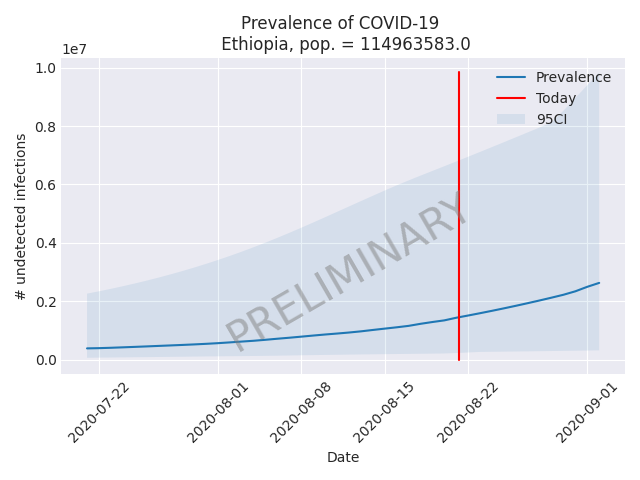 Prevalence of COVID-19
Ethiopia, pop. = 114963583.0
1e7
1.0
0.8
0.6
0.4
0.2
0.0
# undetected infections
Prevalence
Today
95CI
PRELIMINARY
2020-07-22
2020-08-01
2020-08-08
2020-08-15
2020-08-22
2020-09-01
Date